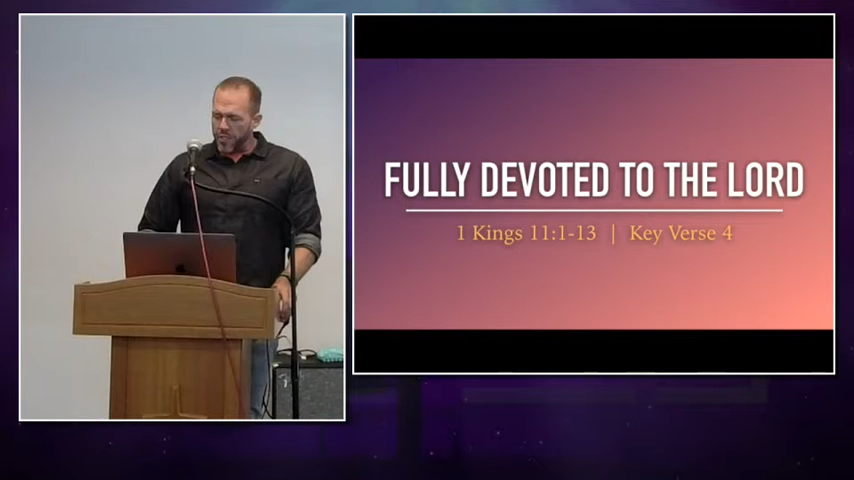 FULLY DEVOTED TO THE LORD
1 Kings 11:1-13 | Key Verse 4